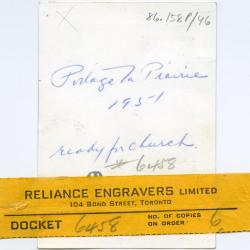 86.158P/46
Portage La Prairie
1951
ready for church.
# 6458
RELIANCE ENGRAVERS LIMITED
104 BOND STREET, TORONTO
DOCKET 6458 NO. OF COPIES ON ORDER 6